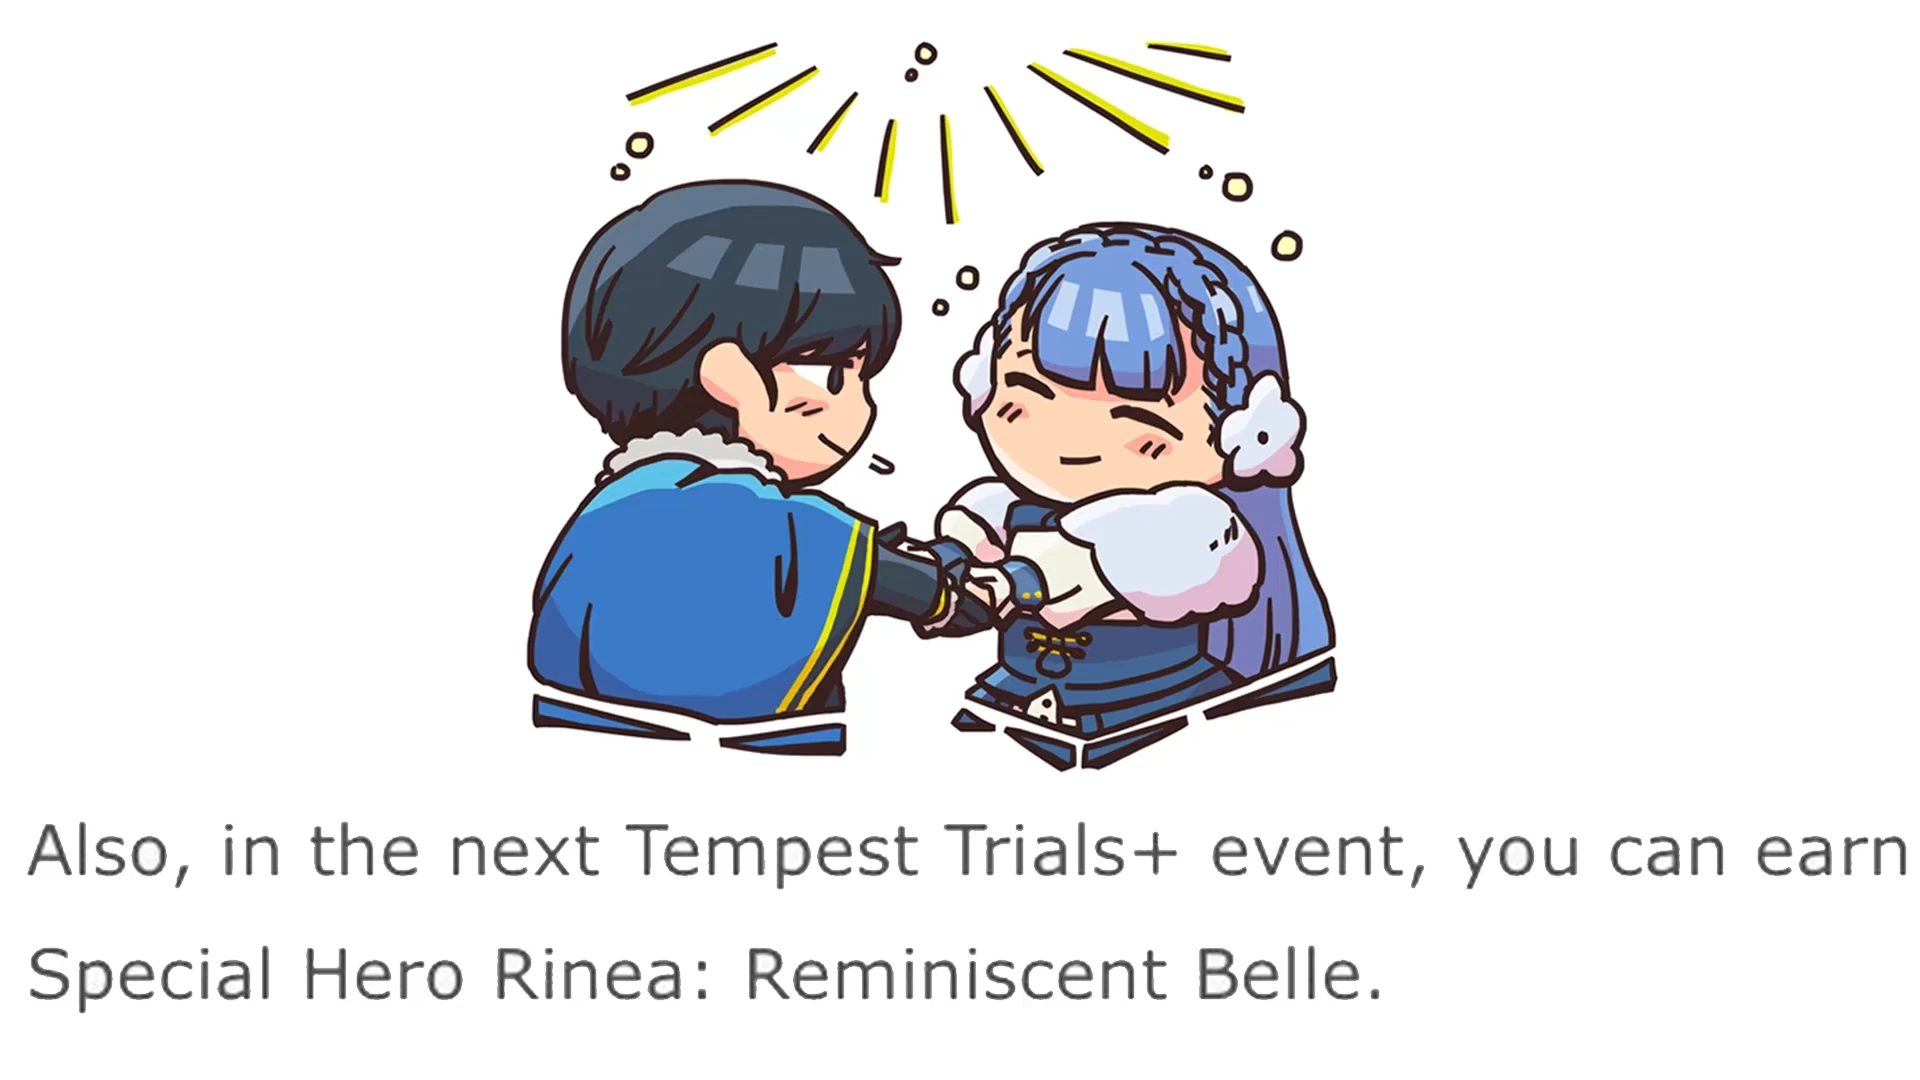 Also, in the next Tempest Trials+ event, you can earn
Special Hero Rinea: Reminiscent Belle.